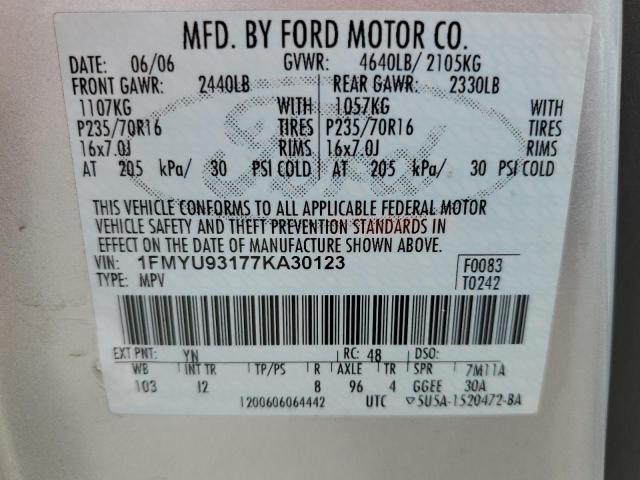 MFD. BY FORD MOTOR CO.
DATE: 06/06 GVWR: 4640LB/ 2105KG
FRONT GAWR: 2440LB REAR GAWR: 2330LB
1107KG WITH 1057KG WITH
P235/70R16 TIRES P235/70R16 TIRES
16x7.0J RIMS 16x7.0J RIMS
AT 205 kPa/ 30 PSI COLD AT 205 kPa/ 30 PSI COLD
Ford
THIS VEHICLE CONFORMS TO ALL APPLICABLE FEDERAL MOTOR
VEHICLE SAFETY AND THEFT PREVENTION STANDARDS IN
EFFECT ON THE DATE OF MANUFACTURE SHOWN ABOVE.
VIN: 1FMYU93177KA30123 F0083
TYPE: MPV T0242
EXT PNT: YN RC: 48 DSO:
WB INT TR TP/PS R AXLE TR SPR 7M11A
103 I2 8 96 4 GGEE 30A
1200606064442 UTC ▽5U5A-1520472-BA